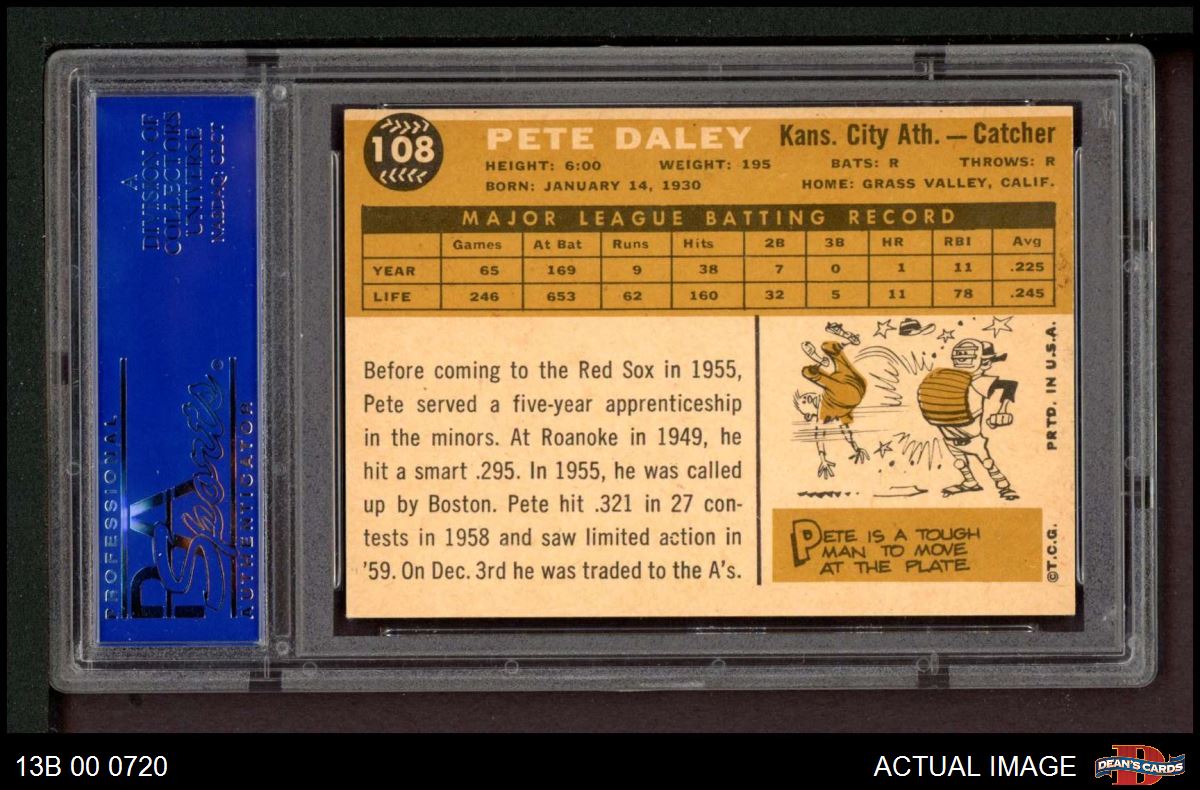 A
DIVISION OF
COLLECTORS
UNIVERSE
NASDAQ: CLCT
PROFESSIONAL
PSA
Sports
AUTHENTICATOR
108
PETE DALEY
Kans. City Ath. — Catcher
HEIGHT: 6:00 WEIGHT: 195 BATS: R THROWS: R
BORN: JANUARY 14, 1930 HOME: GRASS VALLEY, CALIF.
MAJOR LEAGUE BATTING RECORD
Games At Bat Runs Hits 2B 3B HR RBI Avg
YEAR 65 169 9 38 7 0 1 11 .225
LIFE 246 653 62 160 32 5 11 78 .245
Before coming to the Red Sox in 1955,
Pete served a five-year apprenticeship
in the minors. At Roanoke in 1949, he
hit a smart .295. In 1955, he was called
up by Boston. Pete hit .321 in 27 con-
tests in 1958 and saw limited action in
'59. On Dec. 3rd he was traded to the A's.
PETE IS A TOUGH
MAN TO MOVE
AT THE PLATE
©T.C.G. PRTD. IN U.S.A.
13B 00 0720
ACTUAL IMAGE
DEAN'S CARDS